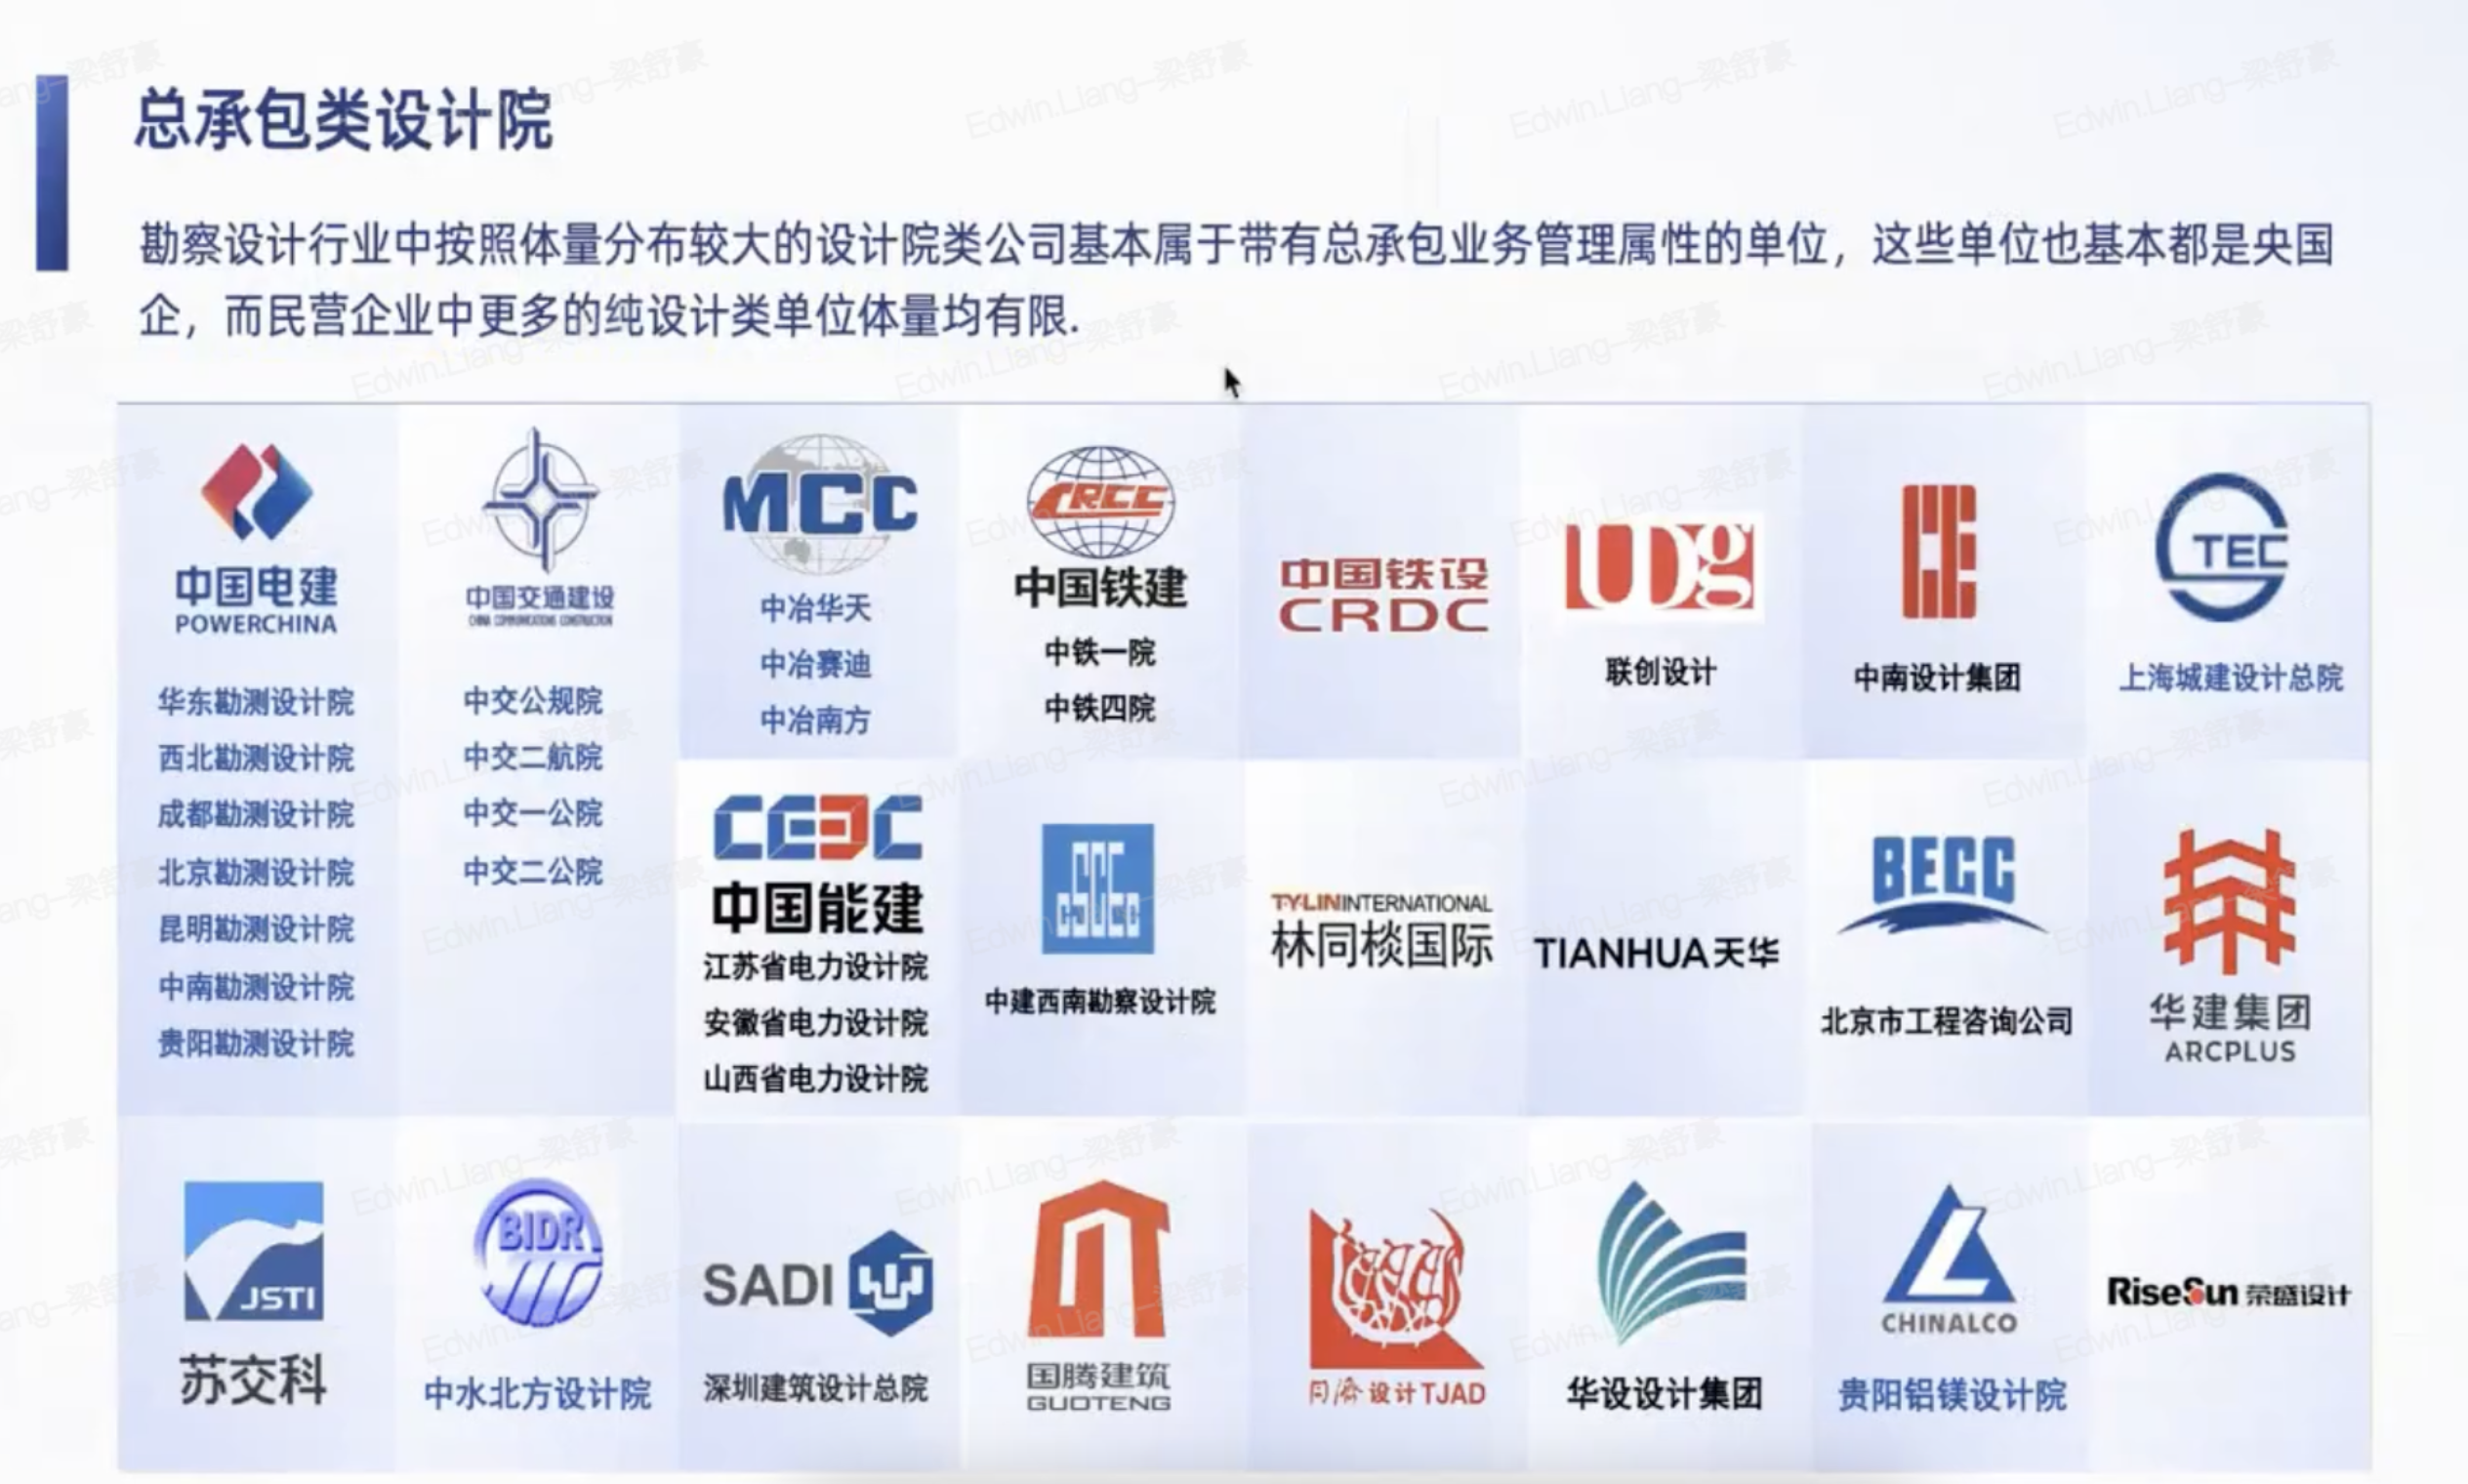 总承包类设计院
勘察设计行业中按照体量分布较大的设计院类公司基本属于带有总承包业务管理属性的单位，这些单位也基本都是央国
企，而民营企业中更多的纯设计类单位体量均有限.
中国电建
POWERCHINA
华东勘测设计院
西北勘测设计院
成都勘测设计院
北京勘测设计院
昆明勘测设计院
中南勘测设计院
贵阳勘测设计院
中国交通建设
CHINA COMMUNICATIONS CONSTRUCTION
中交公规院
中交二航院
中交一公院
中交二公院
MCC
中冶华天
中冶赛迪
中冶南方
CRCC
中国铁建
中铁一院
中铁四院
中国铁设
CRDC
UDg
联创设计
中南设计集团
STEC
上海城建设计总院
CEEC
中国能建
江苏省电力设计院
安徽省电力设计院
山西省电力设计院
中建西南勘察设计院
TY·LININTERNATIONAL
林同棪国际
TIANHUA天华
BECC
北京市工程咨询公司
华建集团
ARCPLUS
JSTI
苏交科
BIDR
中水北方设计院
SADI
深圳建筑设计总院
国腾建筑
GUOTENG
同济设计TJAD
华设设计集团
CHINALCO
贵阳铝镁设计院
RiseSun 荣盛设计
Edwin.Liang-梁舒豪